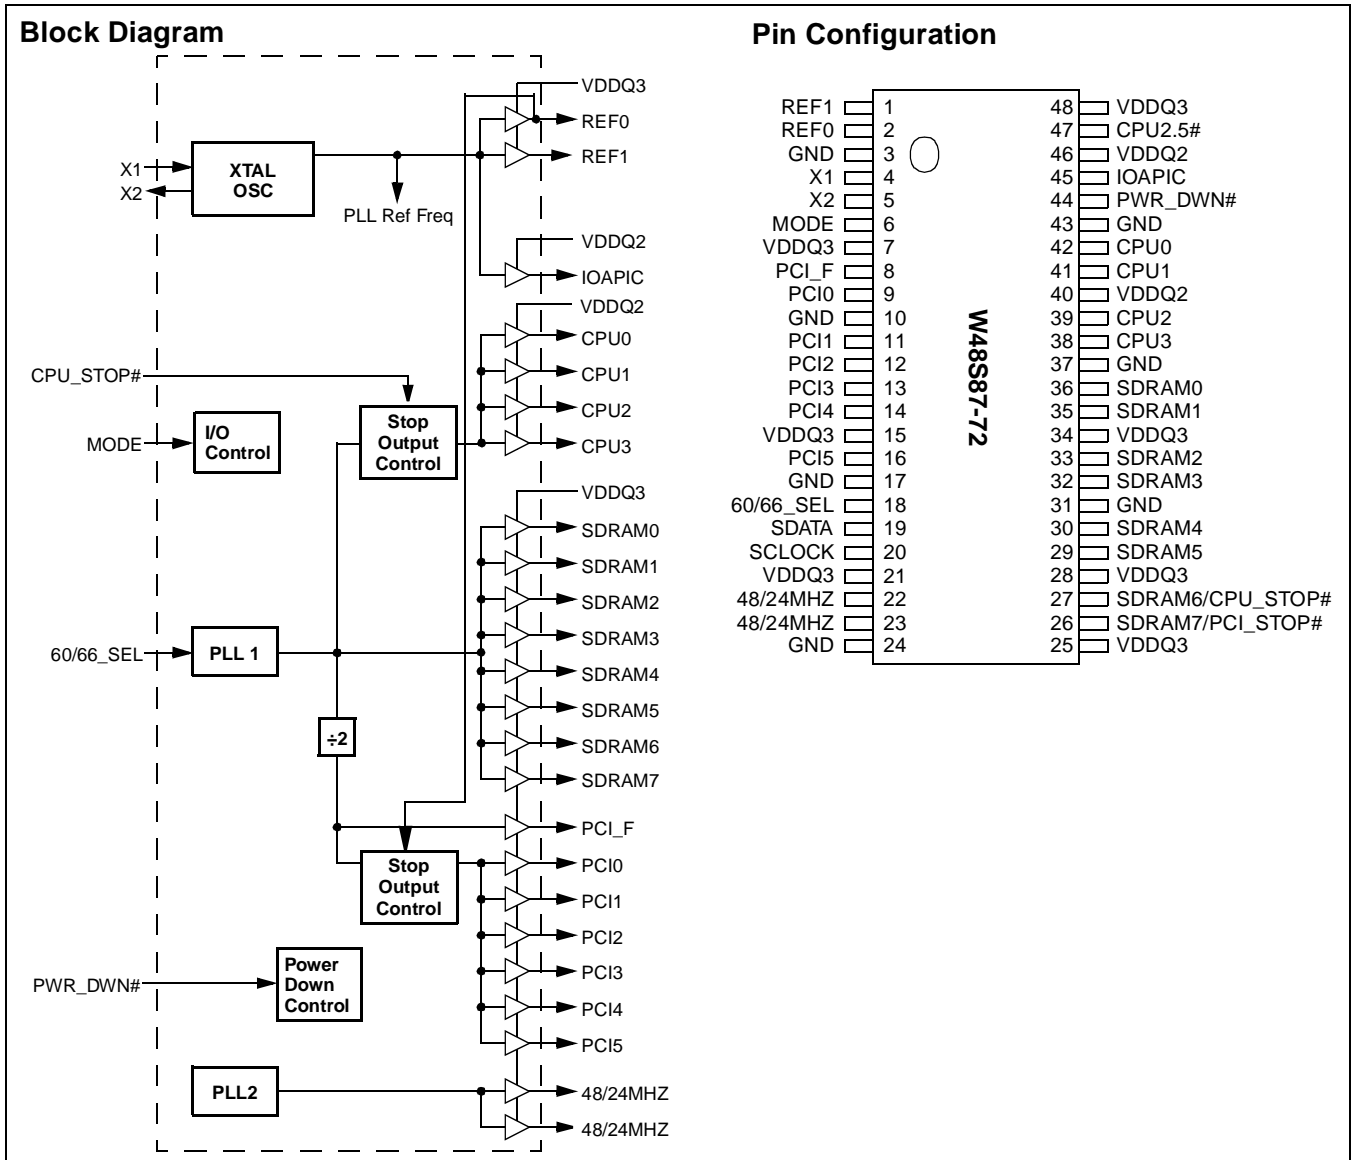 Block Diagram
VDDQ3
REF0
REF1
X1
X2
XTAL
OSC
PLL Ref Freq
VDDQ2
IOAPIC
VDDQ2
CPU0
CPU1
CPU2
CPU3
CPU_STOP#
Stop
Output
Control
MODE
I/O
Control
VDDQ3
SDRAM0
SDRAM1
SDRAM2
SDRAM3
SDRAM4
SDRAM5
SDRAM6
SDRAM7
60/66_SEL
PLL 1
÷2
PCI_F
PCI0
PCI1
PCI2
PCI3
PCI4
PCI5
Stop
Output
Control
PWR_DWN#
Power
Down
Control
PLL2
48/24MHZ
48/24MHZ
Pin Configuration
REF1 1 48 VDDQ3
REF0 2 47 CPU2.5#
GND 3 46 VDDQ2
X1 4 45 IOAPIC
X2 5 44 PWR_DWN#
MODE 6 43 GND
VDDQ3 7 42 CPU0
PCI_F 8 41 CPU1
PCI0 9 40 VDDQ2
GND 10 39 CPU2
PCI1 11 38 CPU3
PCI2 12 37 GND
PCI3 13 36 SDRAM0
PCI4 14 35 SDRAM1
VDDQ3 15 34 VDDQ3
PCI5 16 33 SDRAM2
GND 17 32 SDRAM3
60/66_SEL 18 31 GND
SDATA 19 30 SDRAM4
SCLOCK 20 29 SDRAM5
VDDQ3 21 28 VDDQ3
48/24MHZ 22 27 SDRAM6/CPU_STOP#
48/24MHZ 23 26 SDRAM7/PCI_STOP#
GND 24 25 VDDQ3
W48S87-72